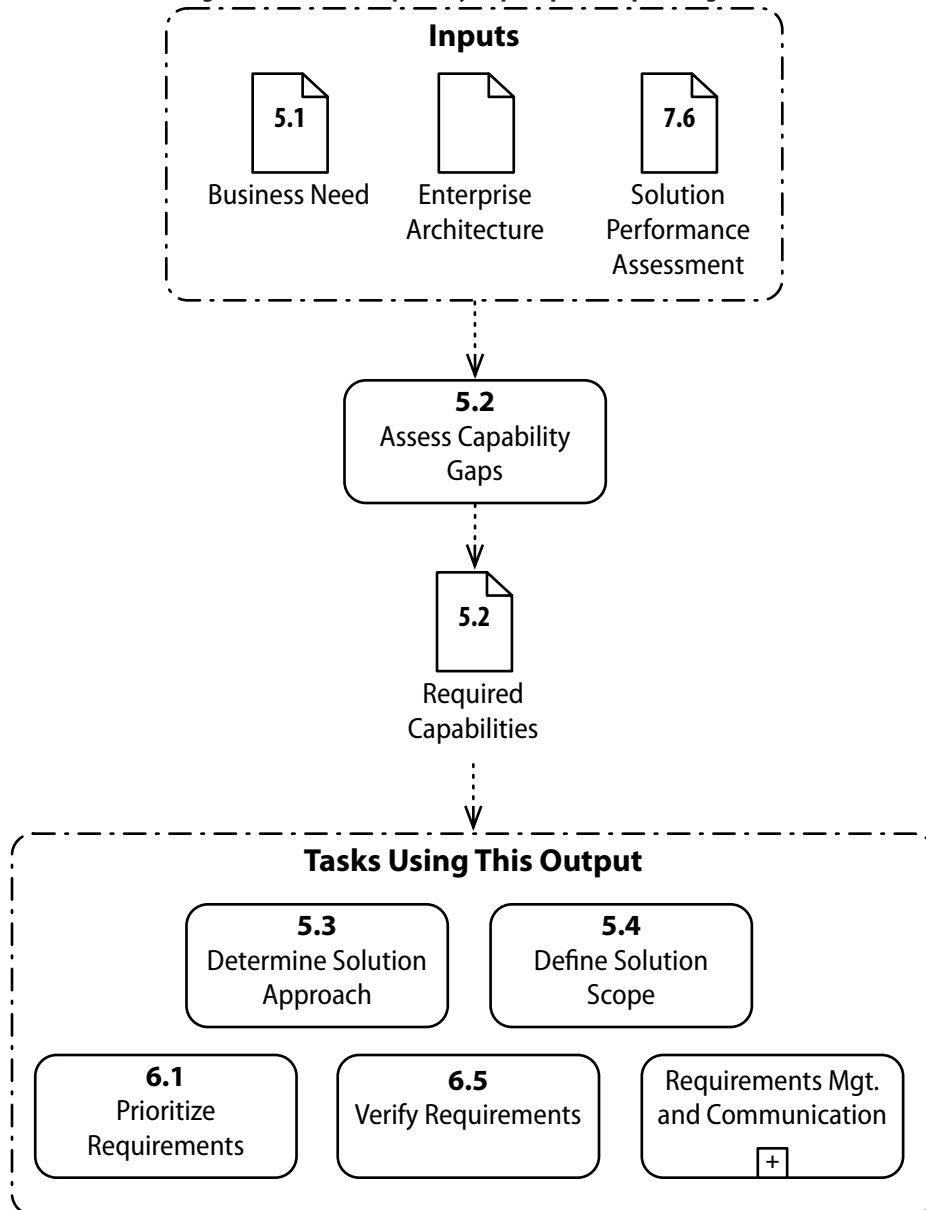 Inputs
5.1
7.6
Business Need
Enterprise
Architecture
Solution
Performance
Assessment
5.2
Assess Capability
Gaps
5.2
Required
Capabilities
Tasks Using This Output
5.3
Determine Solution
Approach
5.4
Define Solution
Scope
6.1
Prioritize
Requirements
6.5
Verify Requirements
Requirements Mgt.
and Communication
+